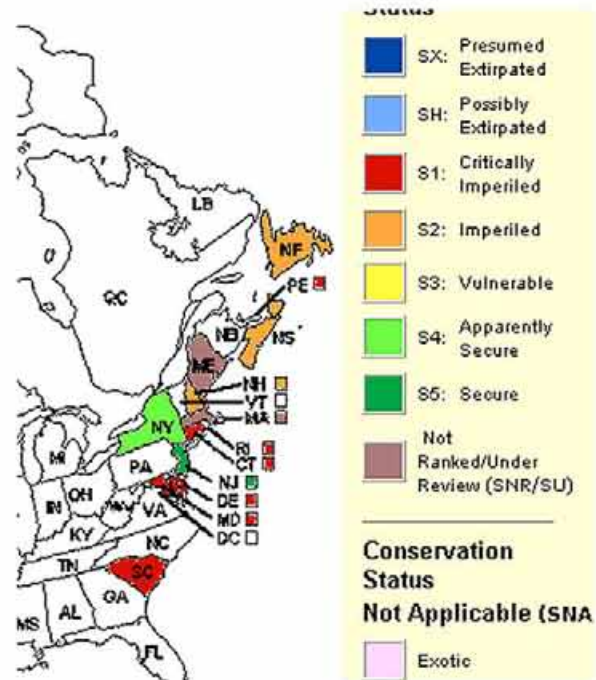 Status
SX: Presumed
Extirpated
SH: Possibly
Extirpated
S1: Critically
Imperiled
S2: Imperiled
S3: Vulnerable
S4: Apparently
Secure
S5: Secure
Not
Ranked/Under
Review (SNR/SU)
Conservation
Status
Not Applicable (SNA
Exotic
LB
NF
QC
PE
NB
NS
ME
NH
VT
MA
NY
RI
CT
MI
PA
NJ
OH
DE
IN
WV
VA
MD
KY
DC
NC
TN
SC
MS
AL
GA
FL